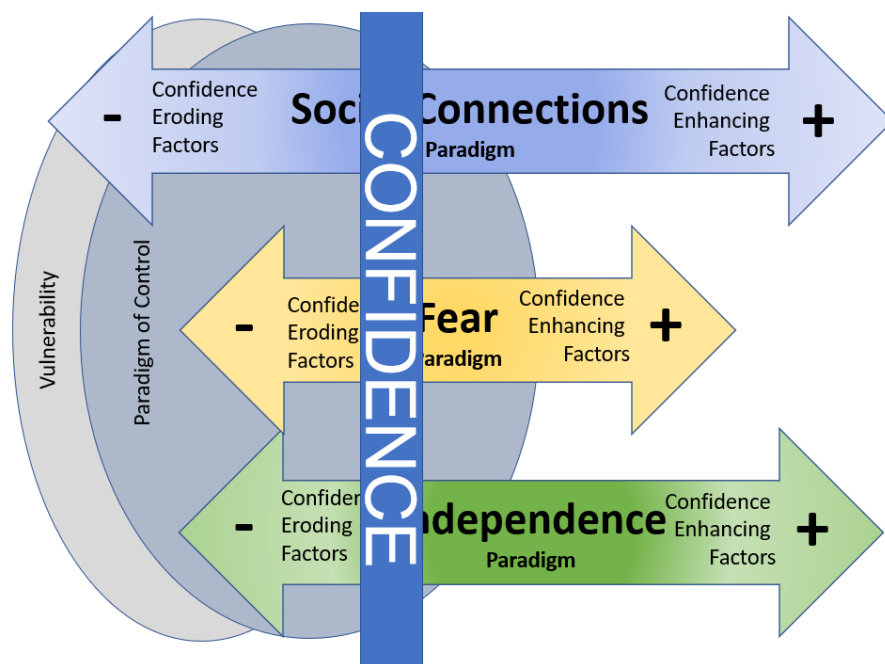 - Confidence Eroding Factors
Soci Connections
Paradigm
Confidence Enhancing Factors +
CONFIDENCE
Vulnerability
Paradigm of Control
- Confide Eroding Factors
Fear
Paradigm
Confidence Enhancing Factors +
- Confide Eroding Factors
ndependence
Paradigm
Confidence Enhancing Factors +